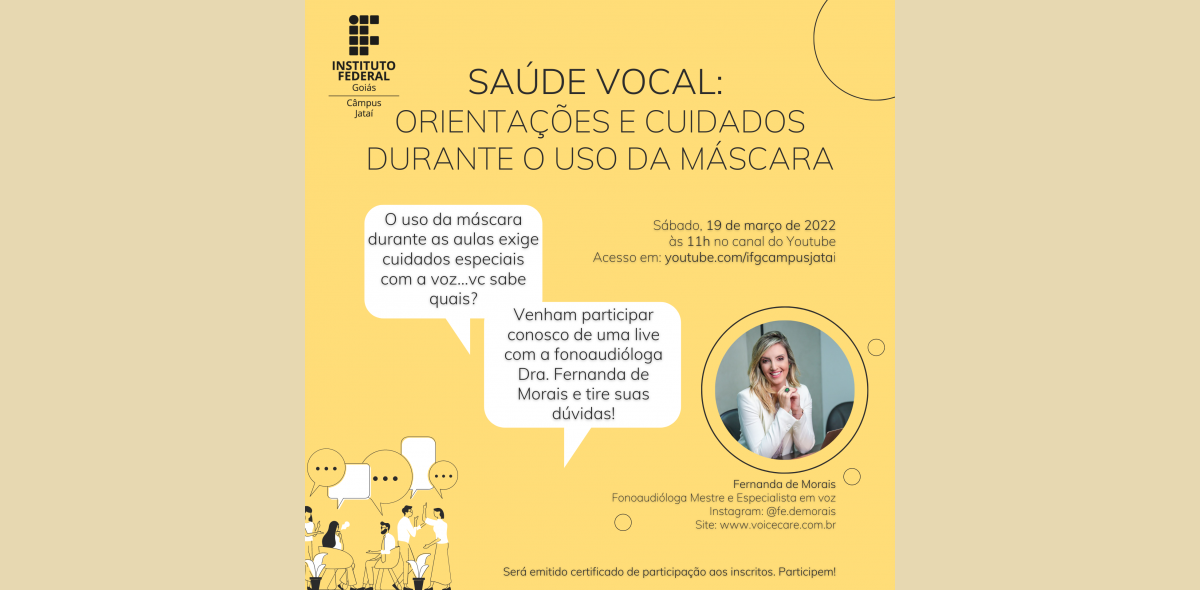 INSTITUTO
FEDERAL
Goiás
Câmpus
Jataí
SAÚDE VOCAL:
ORIENTAÇÕES E CUIDADOS
DURANTE O USO DA MÁSCARA
O uso da máscara
durante as aulas exige
cuidados especiais
com a voz...vc sabe
quais?
Sábado, 19 de março de 2022
às 11h no canal do Youtube
Acesso em: youtube.com/ifgcampusjatai
Venham participar
conosco de uma live
com a fonoaudióloga
Dra. Fernanda de
Morais e tire suas
dúvidas!
Fernanda de Morais
Fonoaudióloga Mestre e Especialista em voz
Instagram: @fe.demorais
Site: www.voicecare.com.br
Será emitido certificado de participação aos inscritos. Participem!